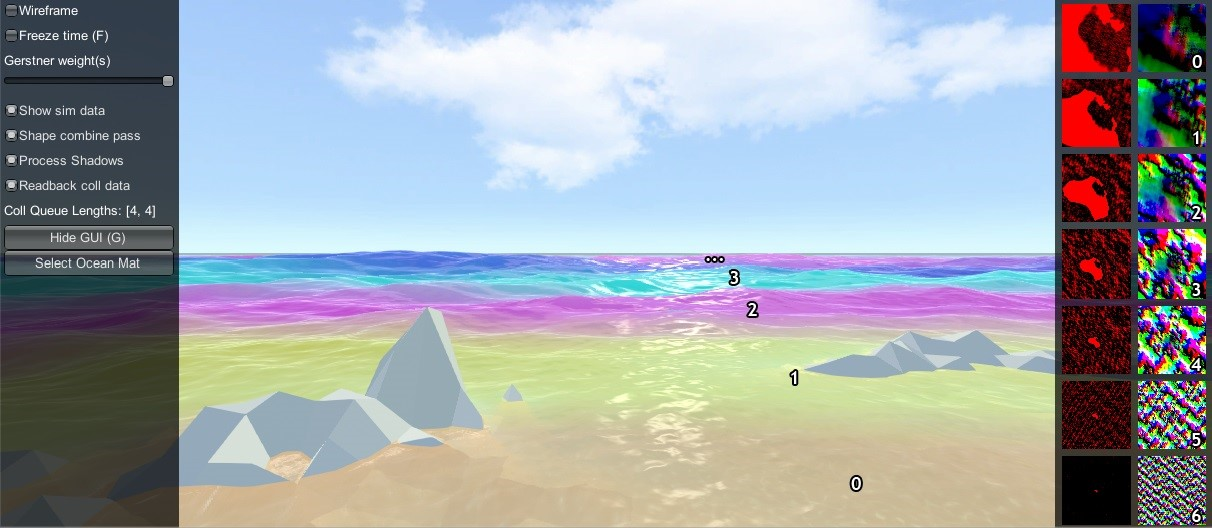 Wireframe
Freeze time (F)
Gerstner weight(s)
Show sim data
Shape combine pass
Process Shadows
Readback coll data
Coll Queue Lengths: [4, 4]
Hide GUI (G)
Select Ocean Mat
3
2
1
0
0
1
2
3
4
5
6